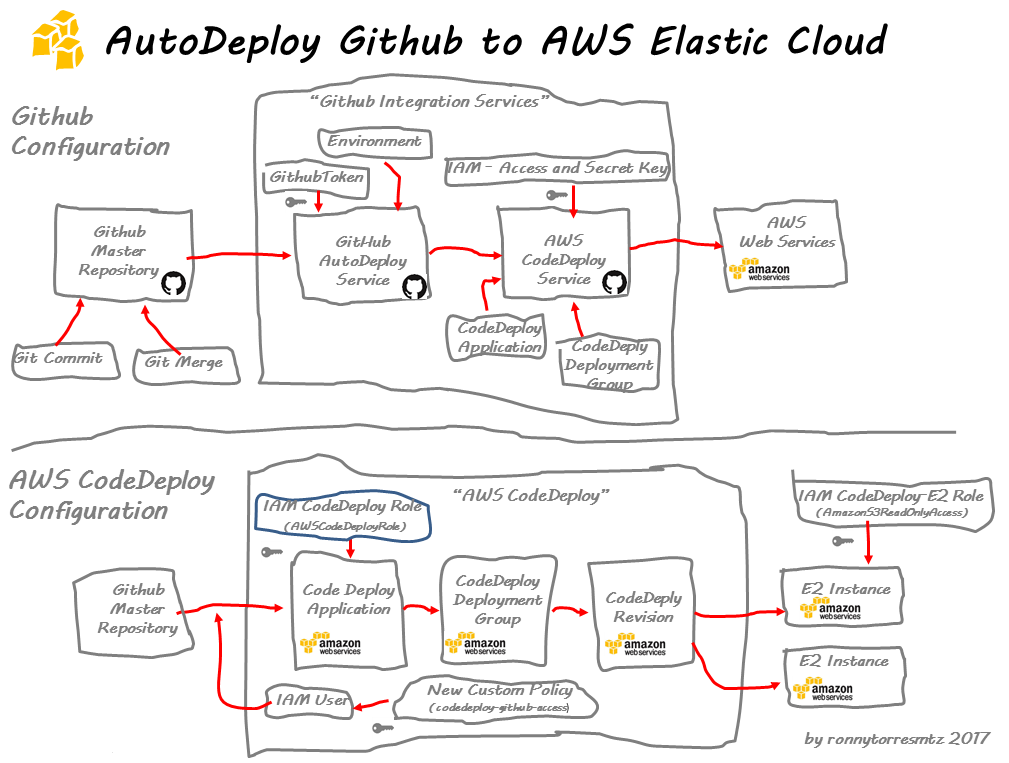 AutoDeploy Github to AWS Elastic Cloud
Github
Configuration
“Github Integration Services”
Environment
GithubToken
IAM - Access and Secret Key
Github
Master
Repository
GitHub
AutoDeploy
Service
AWS
CodeDeploy
Service
AWS
Web Services
amazon
webservices
Git Commit
Git Merge
CodeDeploy
Application
CodeDeply
Deployment
Group
AWS CodeDeploy
Configuration
“AWS CodeDeploy”
IAM CodeDeploy Role
(AWSCodeDeployRole)
IAM CodeDeploy-E2 Role
(AmazonS3ReadOnlyAccess)
Github
Master
Repository
Code Deploy
Application
amazon
webservices
CodeDeploy
Deployment
Group
amazon
webservices
CodeDeply
Revision
amazon
webservices
E2 Instance
amazon
webservices
E2 Instance
amazon
webservices
IAM User
New Custom Policy
(codedeploy-github-access)
by ronnytorresmtz 2017